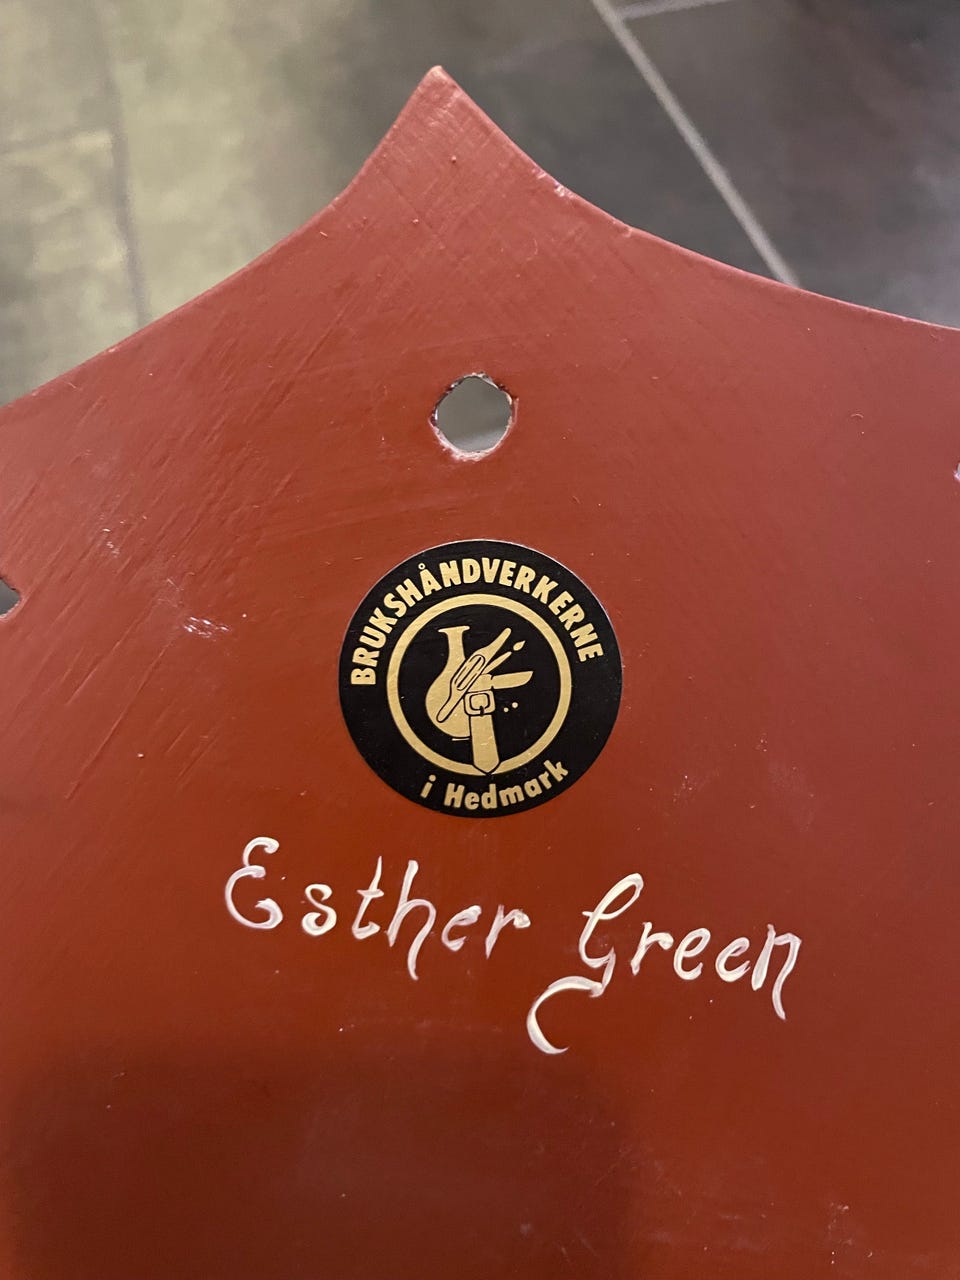 BRUKSHÅNDVERKERNE
i Hedmark
Esther Green